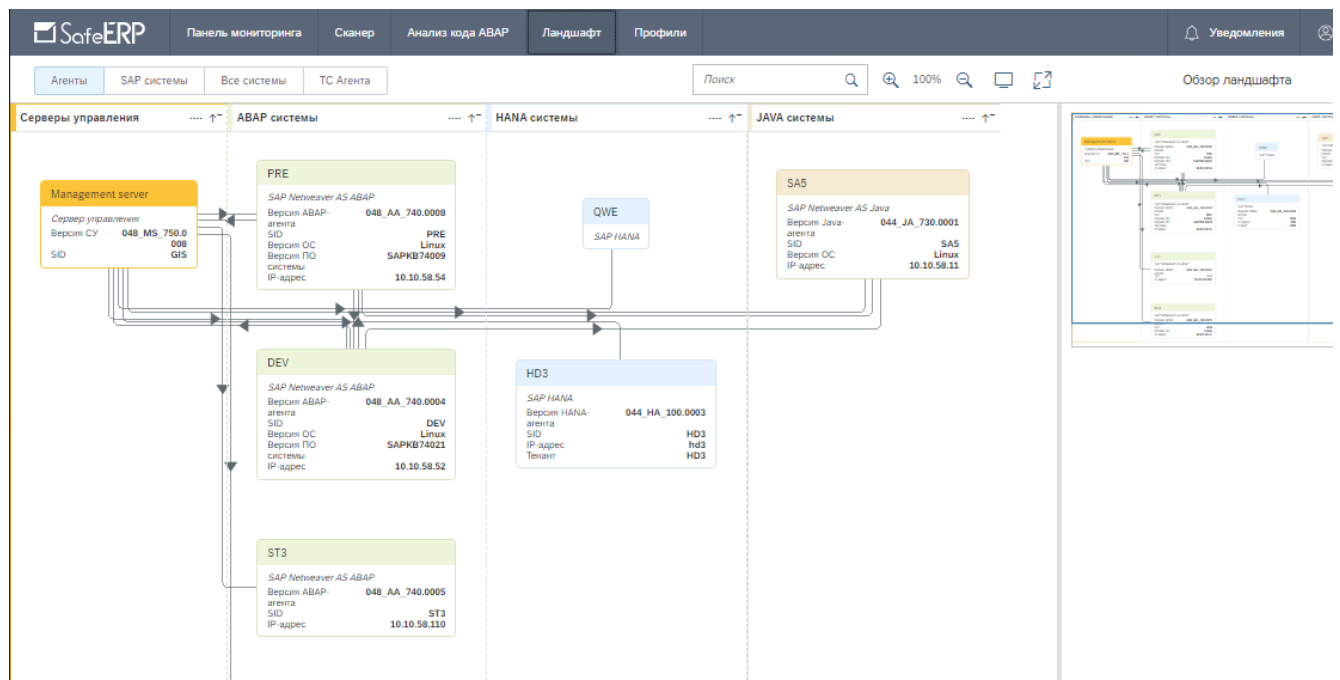 SafeERP
Панель мониторинга
Сканер
Анализ кода ABAP
Ландшафт
Профили
Уведомления
Агенты
SAP системы
Все системы
ТС Агента
Поиск
100%
Обзор ландшафта
Серверы управления
ABAP системы
HANA системы
JAVA системы
Management server
Сервер управления
Версия СУ 048_MS_750.0
008
SID GIS
PRE
SAP Netweaver AS ABAP
Версия ABAP- 048_AA_740.0008
агента
SID PRE
Версия ОС Linux
Версия ПО SAPKB74009
системы
IP-адрес 10.10.58.54
QWE
SAP HANA
SA5
SAP Netweaver AS Java
Версия Java- 044_JA_730.0001
агента
SID SA5
Версия ОС Linux
IP-адрес 10.10.58.11
DEV
SAP Netweaver AS ABAP
Версия ABAP- 048_AA_740.0004
агента
SID DEV
Версия ОС Linux
Версия ПО SAPKB74021
системы
IP-адрес 10.10.58.52
HD3
SAP HANA
Версия HANA- 044_HA_100.0003
агента
SID HD3
IP-адрес hd3
Тенант HD3
ST3
SAP Netweaver AS ABAP
Версия ABAP- 048_AA_740.0005
агента
SID ST3
IP-адрес 10.10.58.110